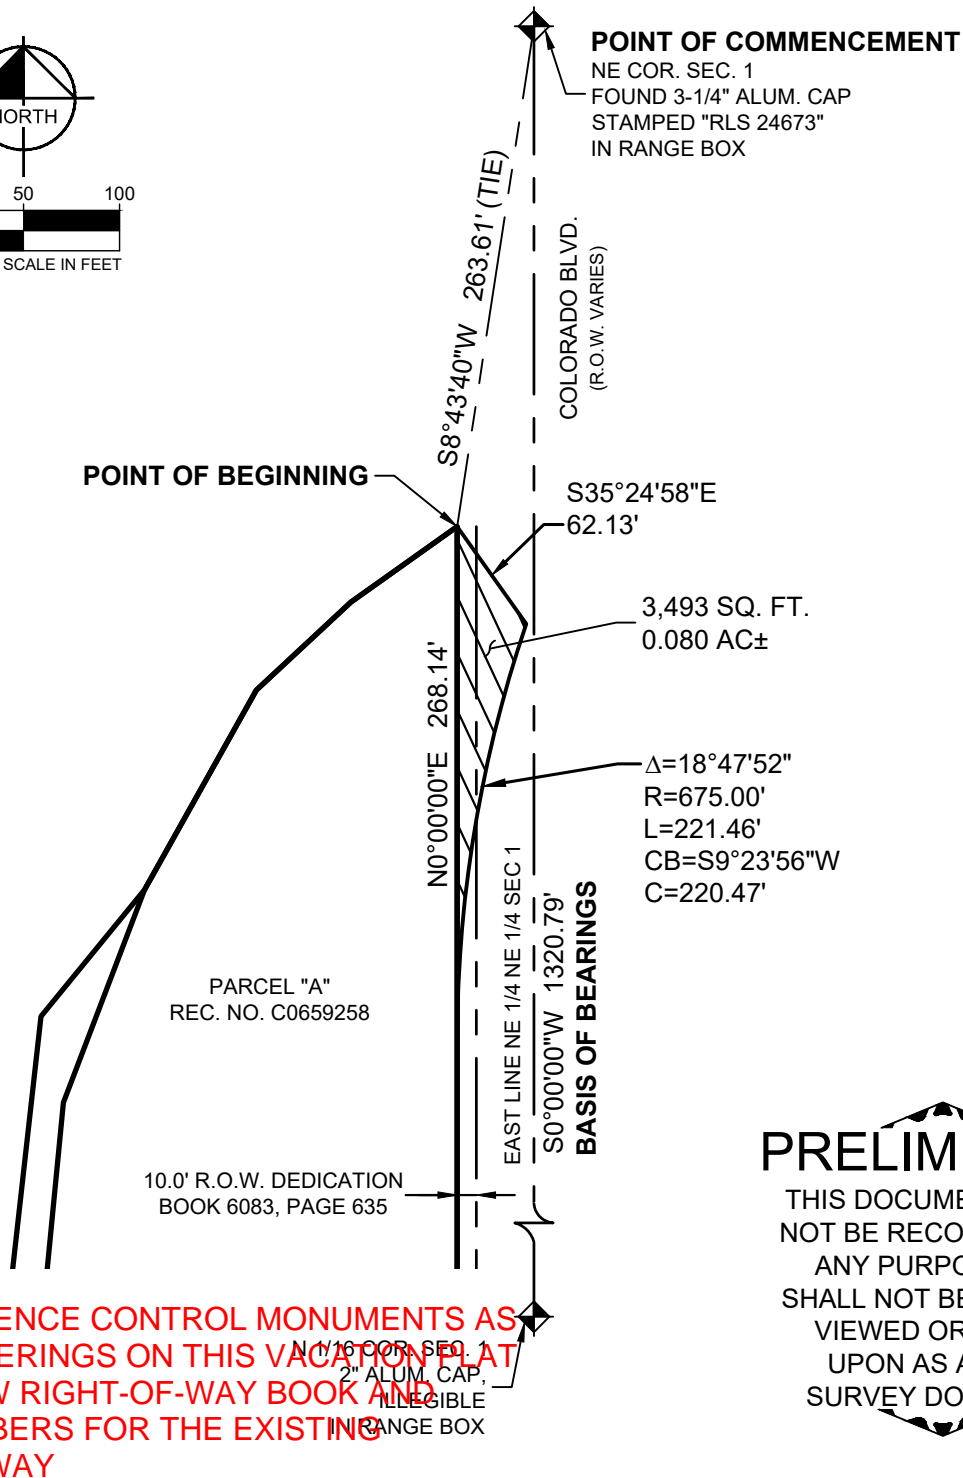 POINT OF COMMENCEMENT
NE COR. SEC. 1
FOUND 3-1/4" ALUM. CAP
STAMPED "RLS 24673"
IN RANGE BOX
50 100
SCALE IN FEET
S8°43'40"W 263.61' (TIE)
COLORADO BLVD.
(R.O.W. VARIES)
POINT OF BEGINNING
S35°24'58"E
62.13'
3,493 SQ. FT.
0.080 AC±
N0°00'00"E 268.14'
Δ=18°47'52"
R=675.00'
L=221.46'
CB=S9°23'56"W
C=220.47'
EAST LINE NE 1/4 NE 1/4 SEC 1
S0°00'00"W 1320.79'
BASIS OF BEARINGS
PARCEL "A"
REC. NO. C0659258
10.0' R.O.W. DEDICATION
BOOK 6083, PAGE 635
PRELIM
THIS DOCUME
NOT BE RECO
ANY PURPO
SHALL NOT BE
VIEWED OR
UPON AS A
SURVEY DO
ENCE CONTROL MONUMENTS AS
ERINGS ON THIS VACATION PLAT
RIGHT-OF-WAY BOOK AND
BERS FOR THE EXISTING
WAY
N 1/16 COR. SEC. 1
2" ALUM. CAP,
ILLEGIBLE
IN RANGE BOX